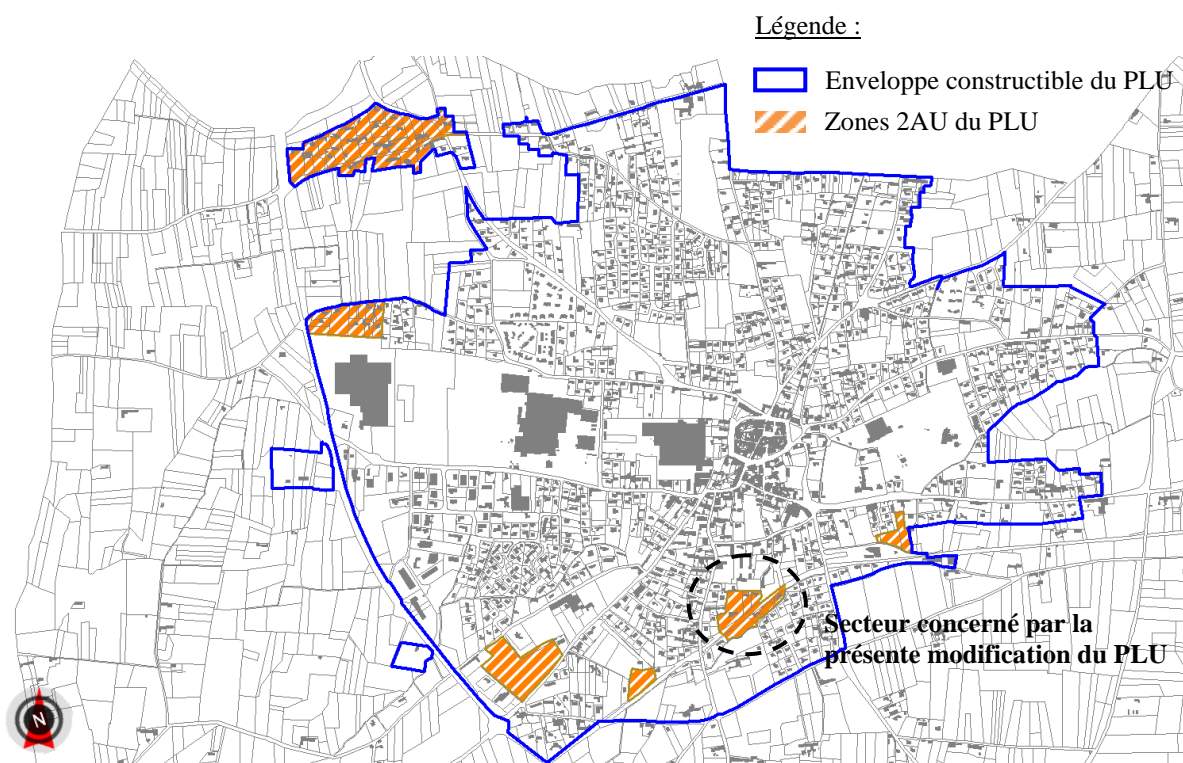 Légende :
Enveloppe constructible du PLU
Zones 2AU du PLU
Secteur concerné par la
présente modification du PLU
N